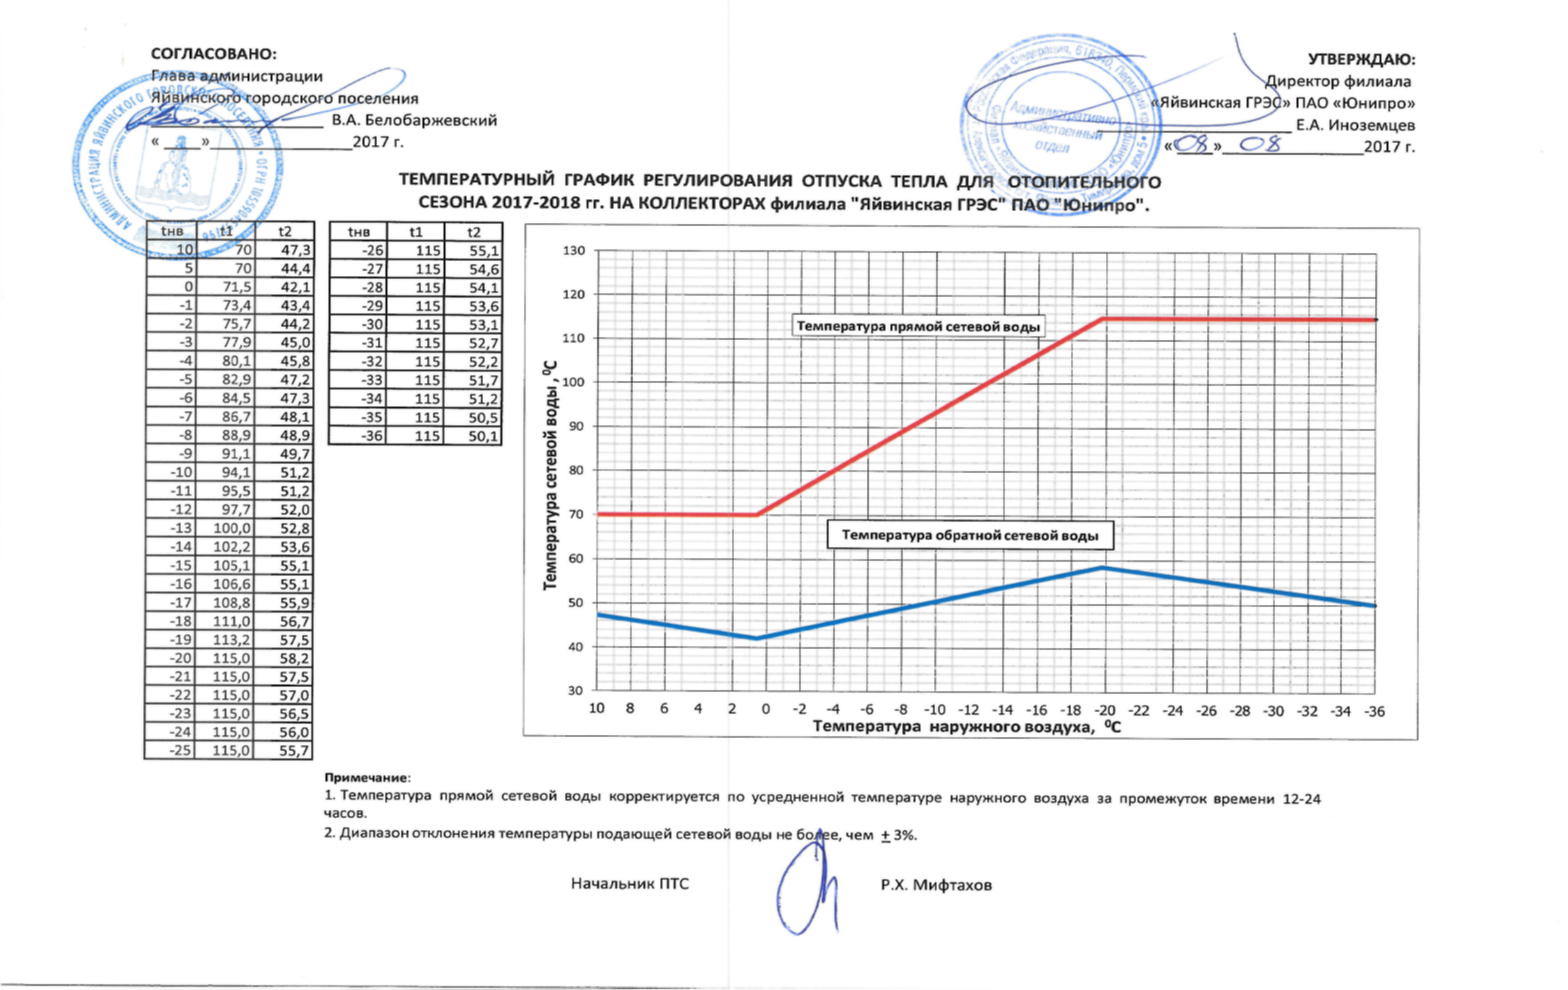 СОГЛАСОВАНО:
Глава администрации
Яйвинского городского поселения
В.А. Белобаржевский
« »2017 г.
УТВЕРЖДАЮ:
Директор филиала
«Яйвинская ГРЭС» ПАО «Юнипро»
Е.А. Иноземцев
«08» 08 2017 г.
Административно
хозяйственный
отдел
ТЕМПЕРАТУРНЫЙ ГРАФИК РЕГУЛИРОВАНИЯ ОТПУСКА ТЕПЛА ДЛЯ ОТОПИТЕЛЬНОГО
СЕЗОНА 2017-2018 гг. НА КОЛЛЕКТОРАХ филиала "Яйвинская ГРЭС" ПАО "Юнипро".
tнв t1 t2
10 70 47,3
5 70 44,4
0 71,5 42,1
-1 73,4 43,4
-2 75,7 44,2
-3 77,9 45,0
-4 80,1 45,8
-5 82,9 47,2
-6 84,5 47,3
-7 86,7 48,1
-8 88,9 48,9
-9 91,1 49,7
-10 94,1 51,2
-11 95,5 51,2
-12 97,7 52,0
-13 100,0 52,8
-14 102,2 53,6
-15 105,1 55,1
-16 106,6 55,1
-17 108,8 55,9
-18 111,0 56,7
-19 113,2 57,5
-20 115,0 58,2
-21 115,0 57,5
-22 115,0 57,0
-23 115,0 56,5
-24 115,0 56,0
-25 115,0 55,7
tнв t1 t2
-26 115 55,1
-27 115 54,6
-28 115 54,1
-29 115 53,6
-30 115 53,1
-31 115 52,7
-32 115 52,2
-33 115 51,7
-34 115 51,2
-35 115 50,5
-36 115 50,1
Температура сетевой воды, ⁰С
130
120
110
100
90
80
70
60
50
40
30
Температура прямой сетевой воды
Температура обратной сетевой воды
10 8 6 4 2 0 -2 -4 -6 -8 -10 -12 -14 -16 -18 -20 -22 -24 -26 -28 -30 -32 -34 -36
Температура наружного воздуха, ⁰С
Примечание:
1. Температура прямой сетевой воды корректируется по усредненной температуре наружного воздуха за промежуток времени 12-24
часов.
2. Диапазон отклонения температуры подающей сетевой воды не более, чем ± 3%.
Начальник ПТС Р.Х. Мифтахов